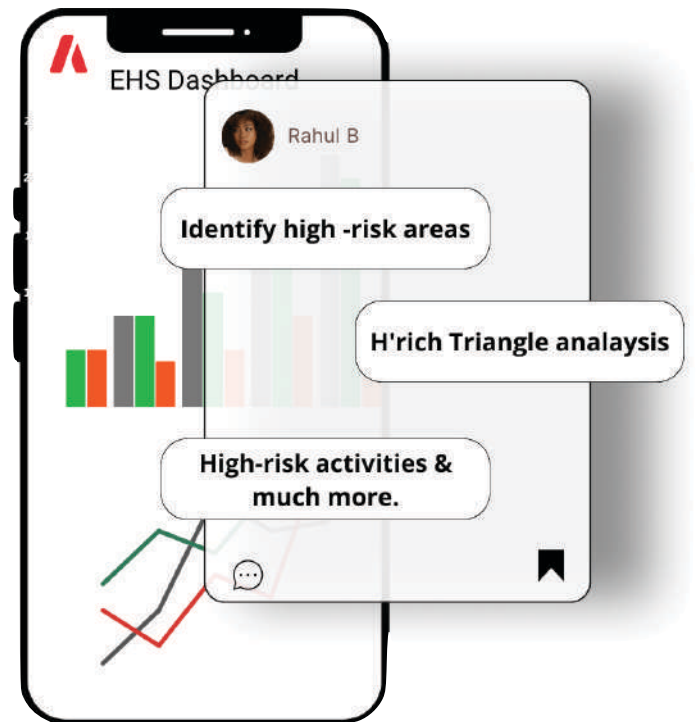 EHS Dashboard
Rahul B
Identify high -risk areas
H'rich Triangle analaysis
High-risk activities &
much more.